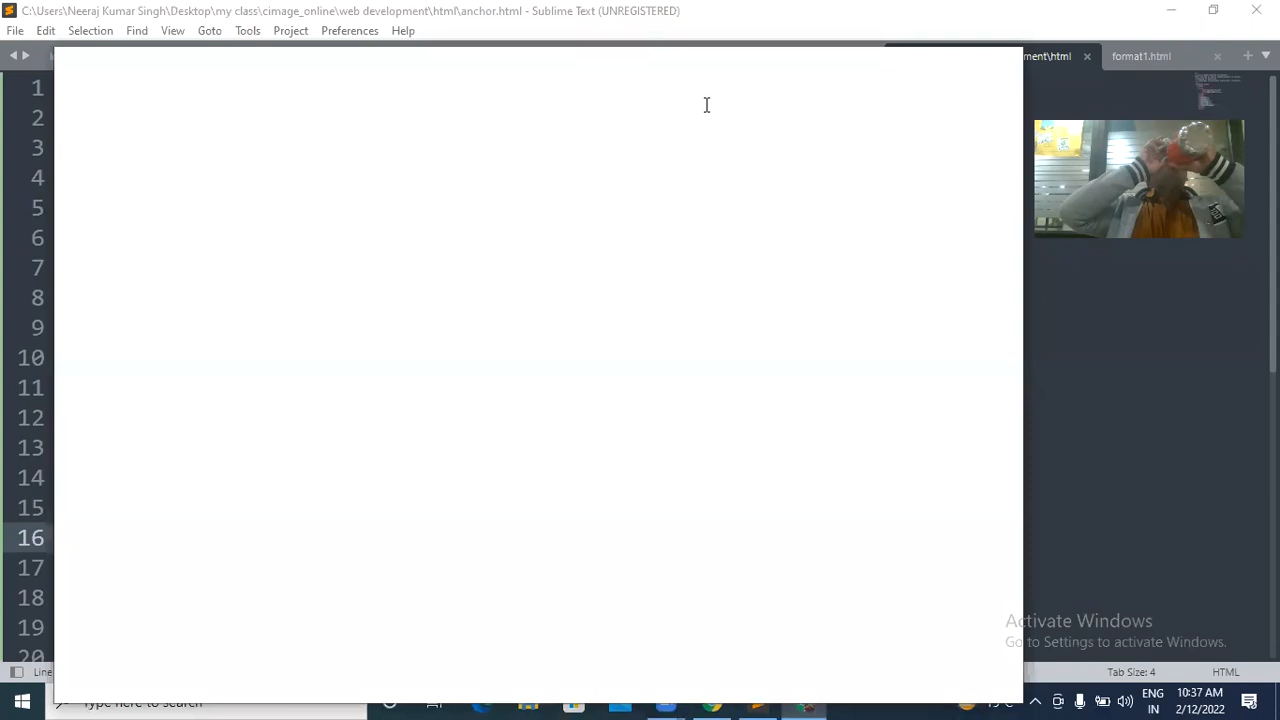 C:\Users\Neeraj Kumar Singh\Desktop\my class\cimage_online\web development\html\anchor.html - Sublime Text (UNREGISTERED)
File Edit Selection Find View Goto Tools Project Preferences Help
ment\html format1.html
1
2
3
4
5
6
7
8
9
10
11
12
13
14
15
16
17
18
19
20
Activate Windows
Go to Settings to activate Windows.
Line Tab Size: 4 HTML
Type here to search
ENG 10:37 AM
IN 2/12/2022